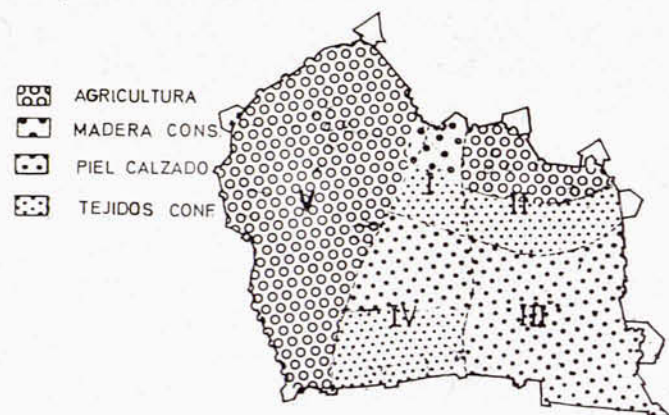 AGRICULTURA
MADERA CONS.
PIEL CALZADO
TEJIDOS CONF.
I
II
V
IV
III